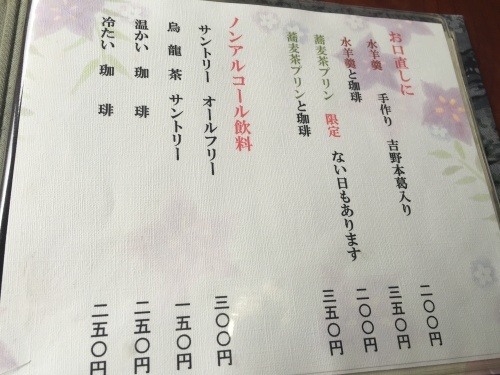 お口直しに
水羊羹 手作り 吉野本葛入り 二〇〇円
水羊羹と珈琲 三五〇円
蕎麦茶プリン 限定 ない日もあります 二〇〇円
蕎麦茶プリンと珈琲 三五〇円
ノンアルコール飲料
サントリー オールフリー 三〇〇円
烏龍茶 サントリー 一五〇円
温かい 珈琲 二五〇円
冷たい 珈琲 二五〇円